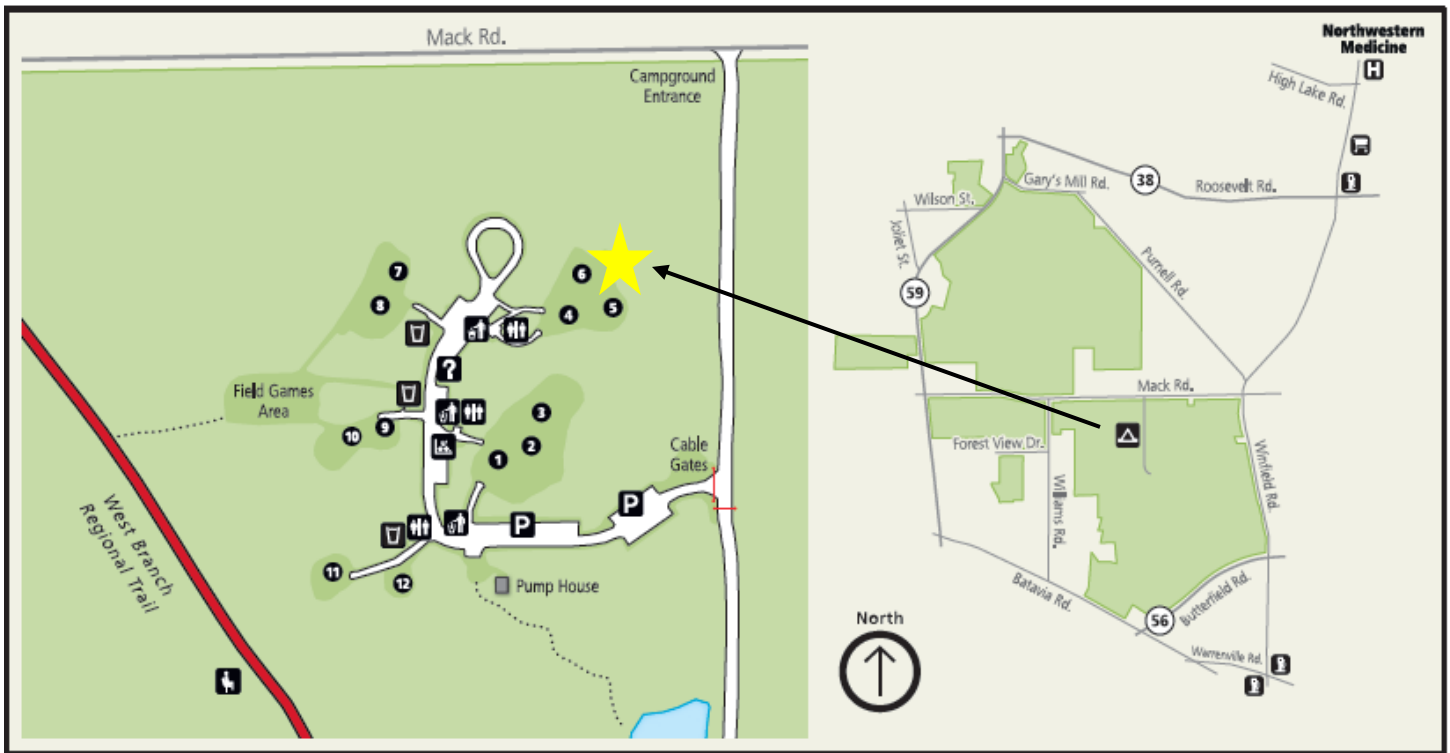 Mack Rd.
Campground
Entrance
7
8
6
4
5
?
Field Games
Area
3
2
1
10
9
Cable
Gates
P
P
West Branch
Regional Trail
11
12
Pump House
Northwestern
Medicine
H
High Lake Rd.
Gary's Mill Rd.
38
Roosevelt Rd.
Wilson St.
Joliet St.
59
Purnell Rd.
Mack Rd.
Forest View Dr.
Williams Rd.
Winfield Rd.
Batavia Rd.
Butterfield Rd.
56
Warrenville Rd.
North